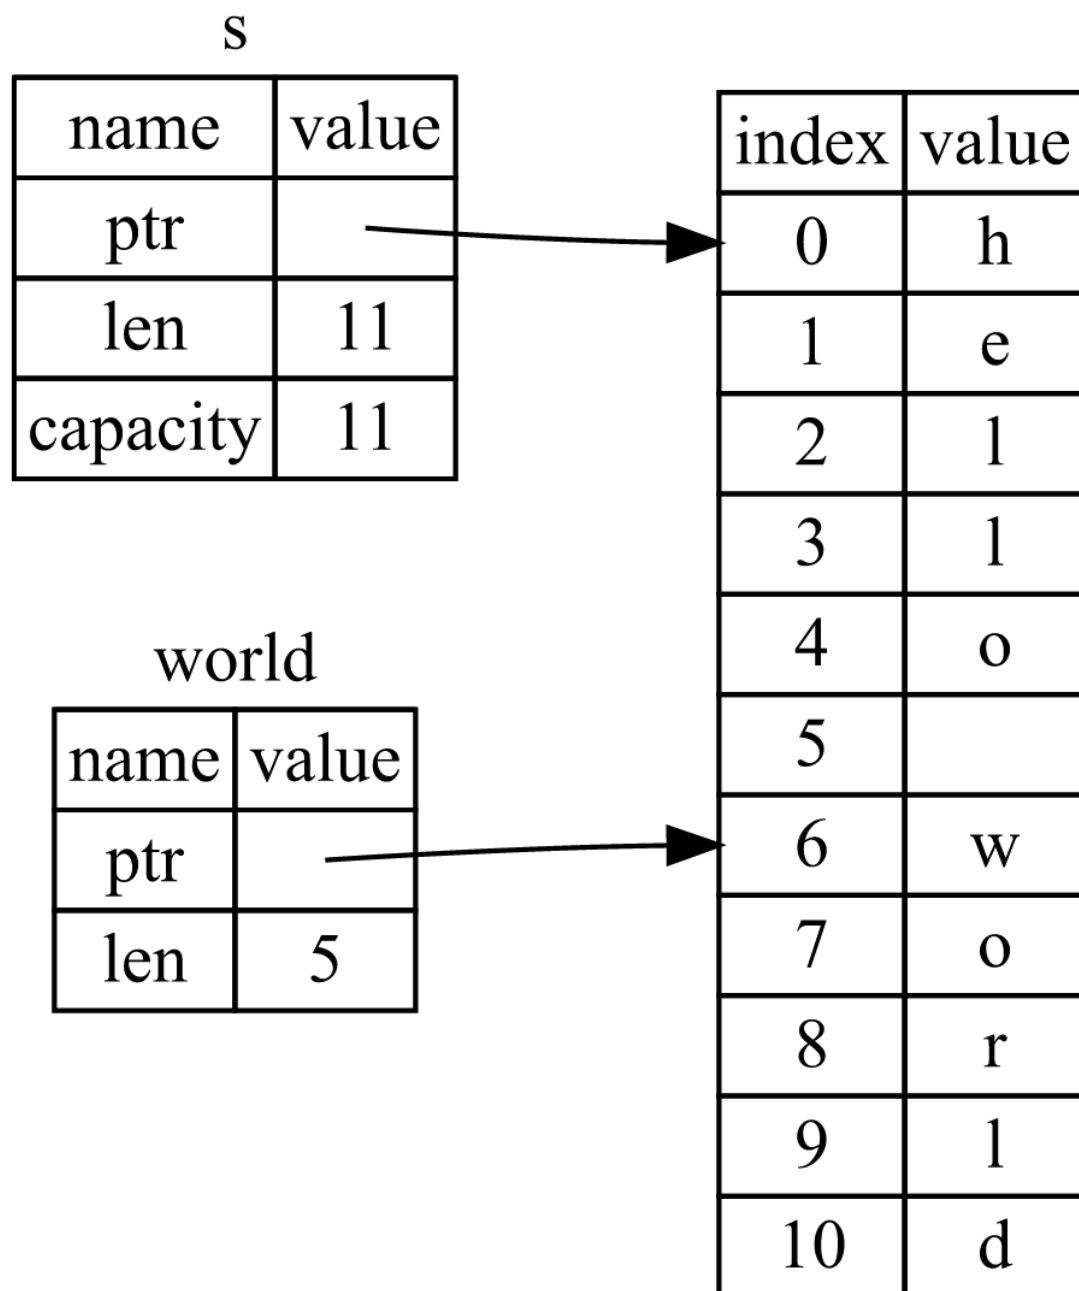 s
name value
ptr
len 11
capacity 11
world
name value
ptr
len 5
index value
0 h
1 e
2 l
3 l
4 o
5
6 w
7 o
8 r
9 l
10 d